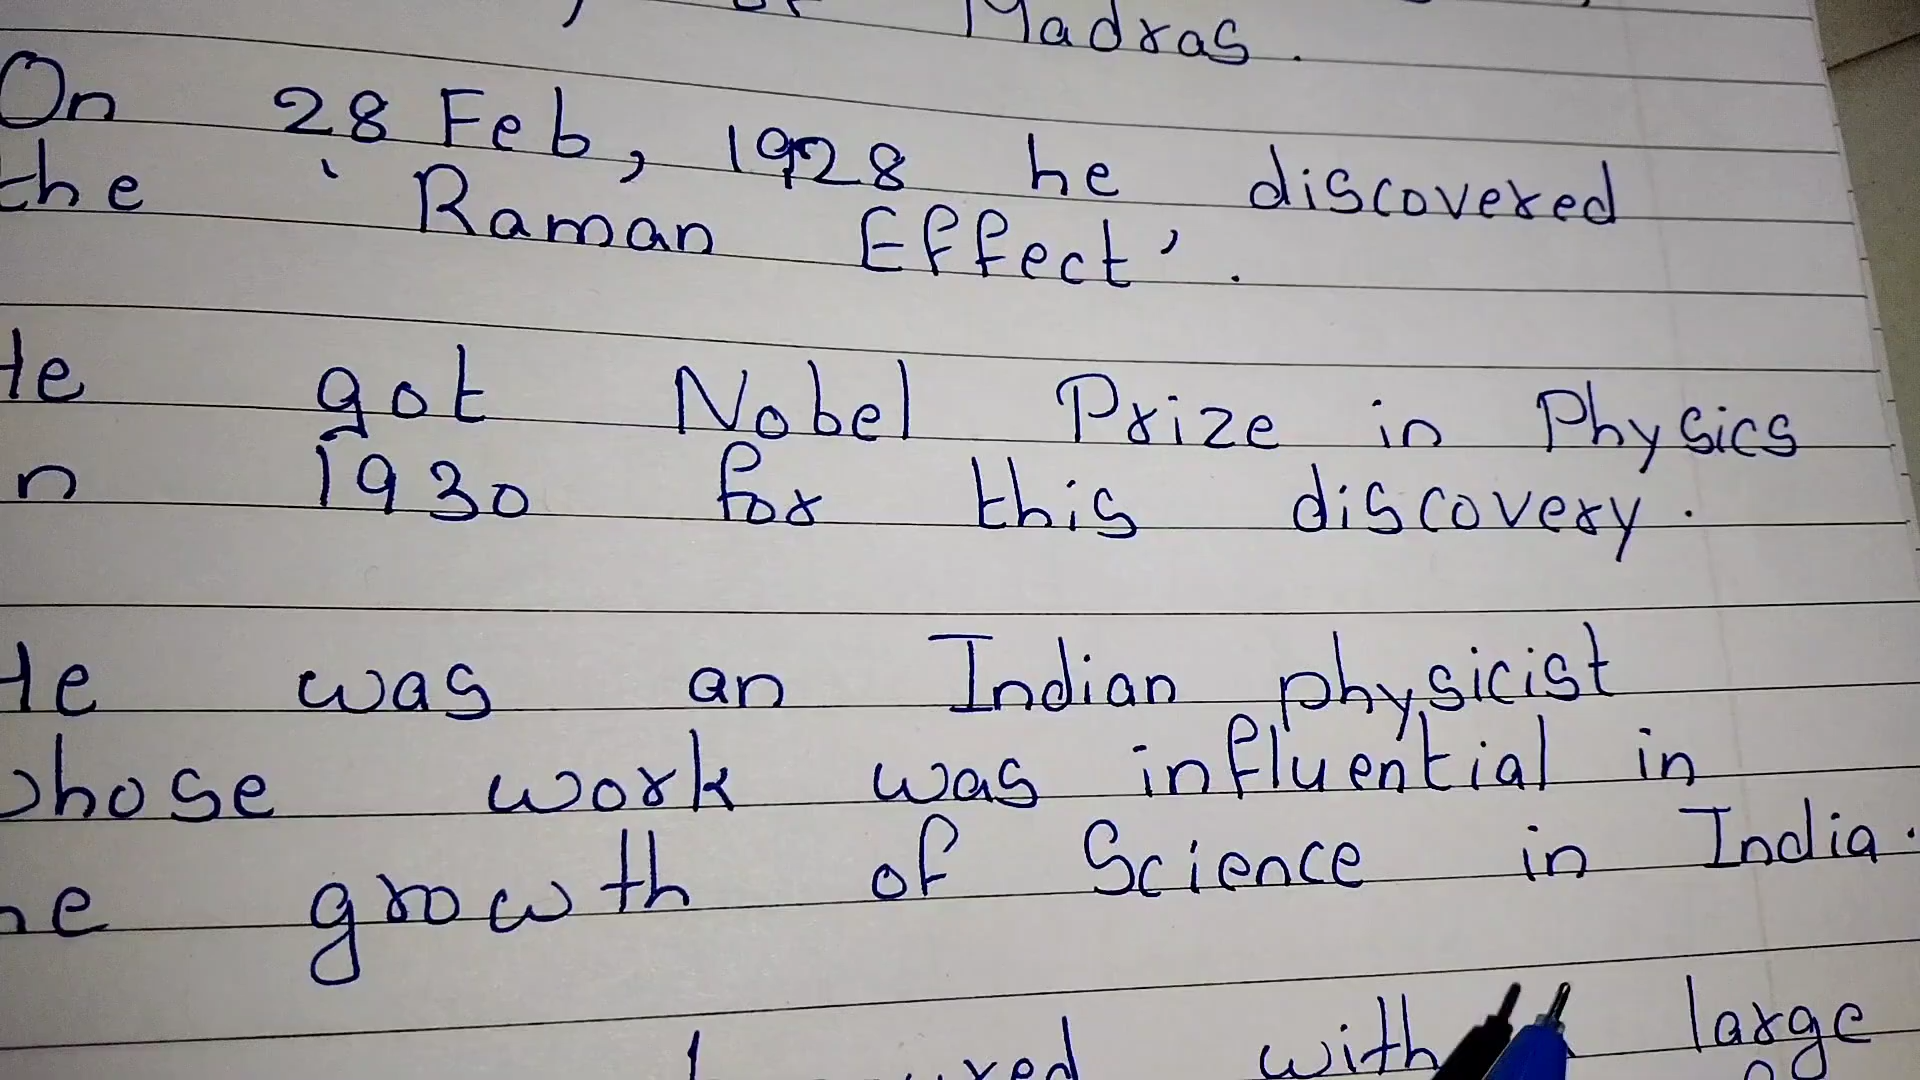 Madras.
On 28 Feb, 1928 he discovered
the ‘Raman Effect’.
He got Nobel Prize in Physics
in 1930 for this discovery.
He was an Indian physicist
whose work was influential in
the growth of Science in India.
with large